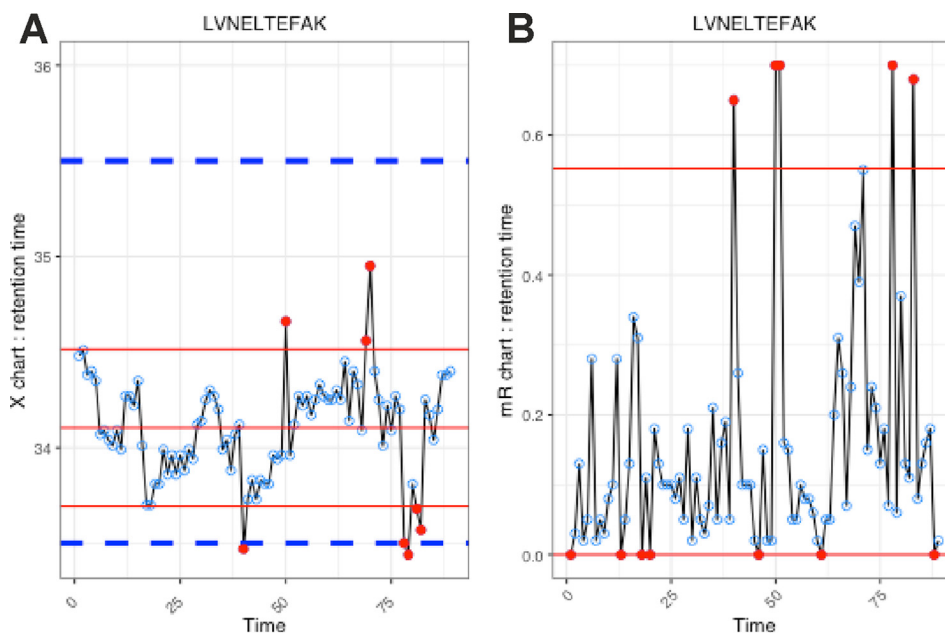 A
LVNELTEFAK
X chart : retention time
36
35
34
0
25
50
75
Time
B
LVNELTEFAK
mR chart : retention time
0.6
0.4
0.2
0.0
0
25
50
75
Time